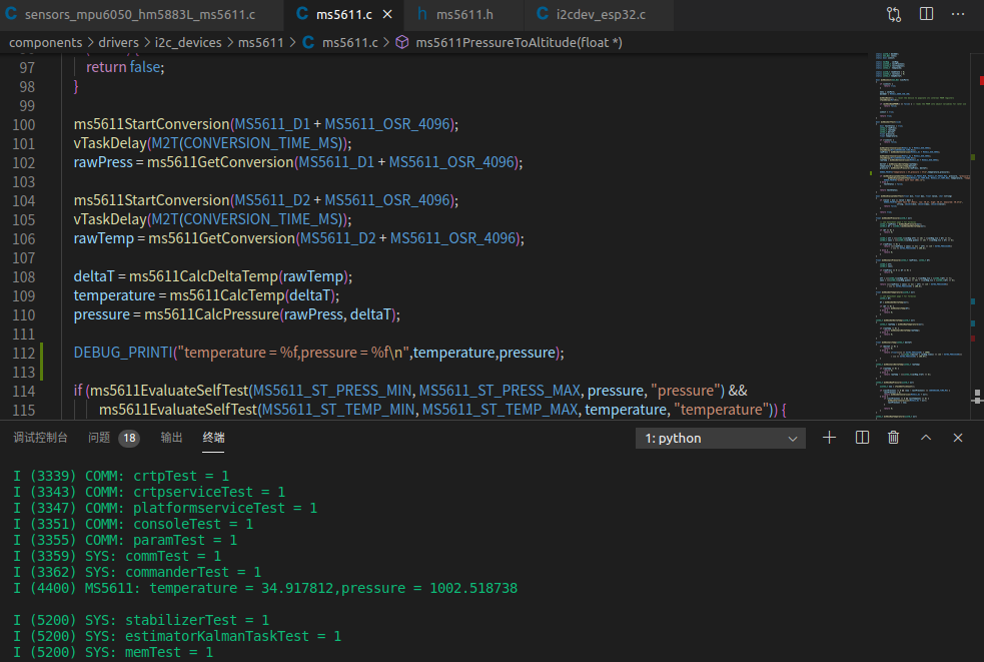 sensors_mpu6050_hm5883L_ms5611.c
ms5611.c
ms5611.h
i2cdev_esp32.c
components > drivers > i2c_devices > ms5611 > ms5611.c > ms5611PressureToAltitude(float *)
97 return false;
98 }
99
100 ms5611StartConversion(MS5611_D1 + MS5611_OSR_4096);
101 vTaskDelay(M2T(CONVERSION_TIME_MS));
102 rawPress = ms5611GetConversion(MS5611_D1 + MS5611_OSR_4096);
103
104 ms5611StartConversion(MS5611_D2 + MS5611_OSR_4096);
105 vTaskDelay(M2T(CONVERSION_TIME_MS));
106 rawTemp = ms5611GetConversion(MS5611_D2 + MS5611_OSR_4096);
107
108 deltaT = ms5611CalcDeltaTemp(rawTemp);
109 temperature = ms5611CalcTemp(deltaT);
110 pressure = ms5611CalcPressure(rawPress, deltaT);
111
112 DEBUG_PRINTI("temperature = %f,pressure = %f\n",temperature,pressure);
113
114 if (ms5611EvaluateSelfTest(MS5611_ST_PRESS_MIN, MS5611_ST_PRESS_MAX, pressure, "pressure") &&
115 ms5611EvaluateSelfTest(MS5611_ST_TEMP_MIN, MS5611_ST_TEMP_MAX, temperature, "temperature")) {
调试控制台 问题 18 输出 终端 1: python
I (3339) COMM: crtpTest = 1
I (3343) COMM: crtpserviceTest = 1
I (3347) COMM: platformserviceTest = 1
I (3351) COMM: consoleTest = 1
I (3355) COMM: paramTest = 1
I (3359) SYS: commTest = 1
I (3362) SYS: commanderTest = 1
I (4400) MS5611: temperature = 34.917812,pressure = 1002.518738
I (5200) SYS: stabilizerTest = 1
I (5200) SYS: estimatorKalmanTaskTest = 1
I (5200) SYS: memTest = 1